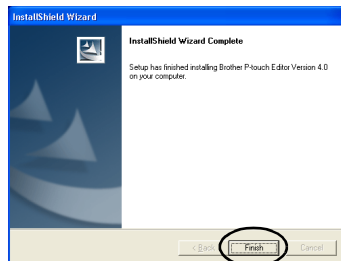 InstallShield Wizard
InstallShield Wizard Complete
Setup has finished installing Brother P-touch Editor Version 4.0
on your computer.
< Back
Finish
Cancel